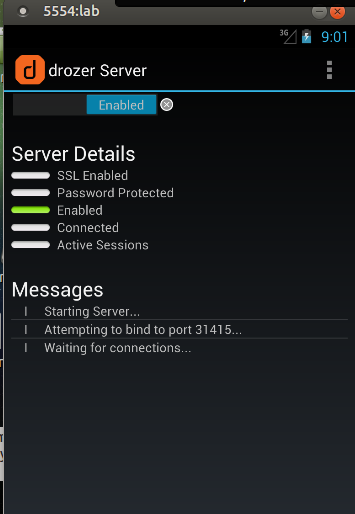 5554:lab
3G 9:01
d drozer Server
Enabled
Server Details
SSL Enabled
Password Protected
Enabled
Connected
Active Sessions
Messages
I Starting Server...
I Attempting to bind to port 31415...
I Waiting for connections...